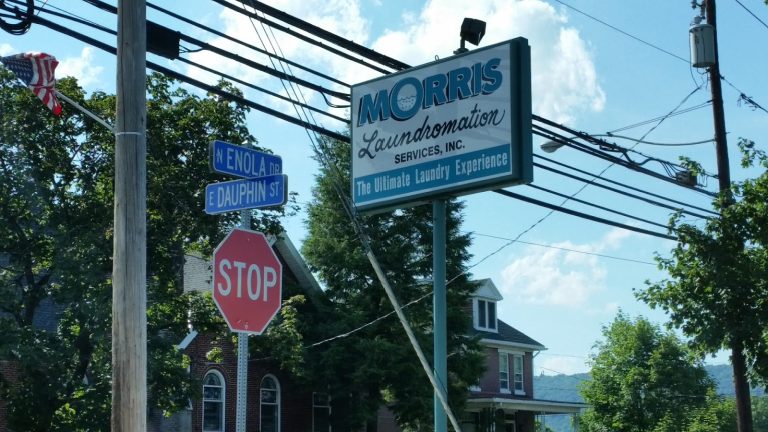 N ENOLA DR
E DAUPHIN ST
STOP
MORRIS
Laundromation
SERVICES, INC.
The Ultimate Laundry Experience